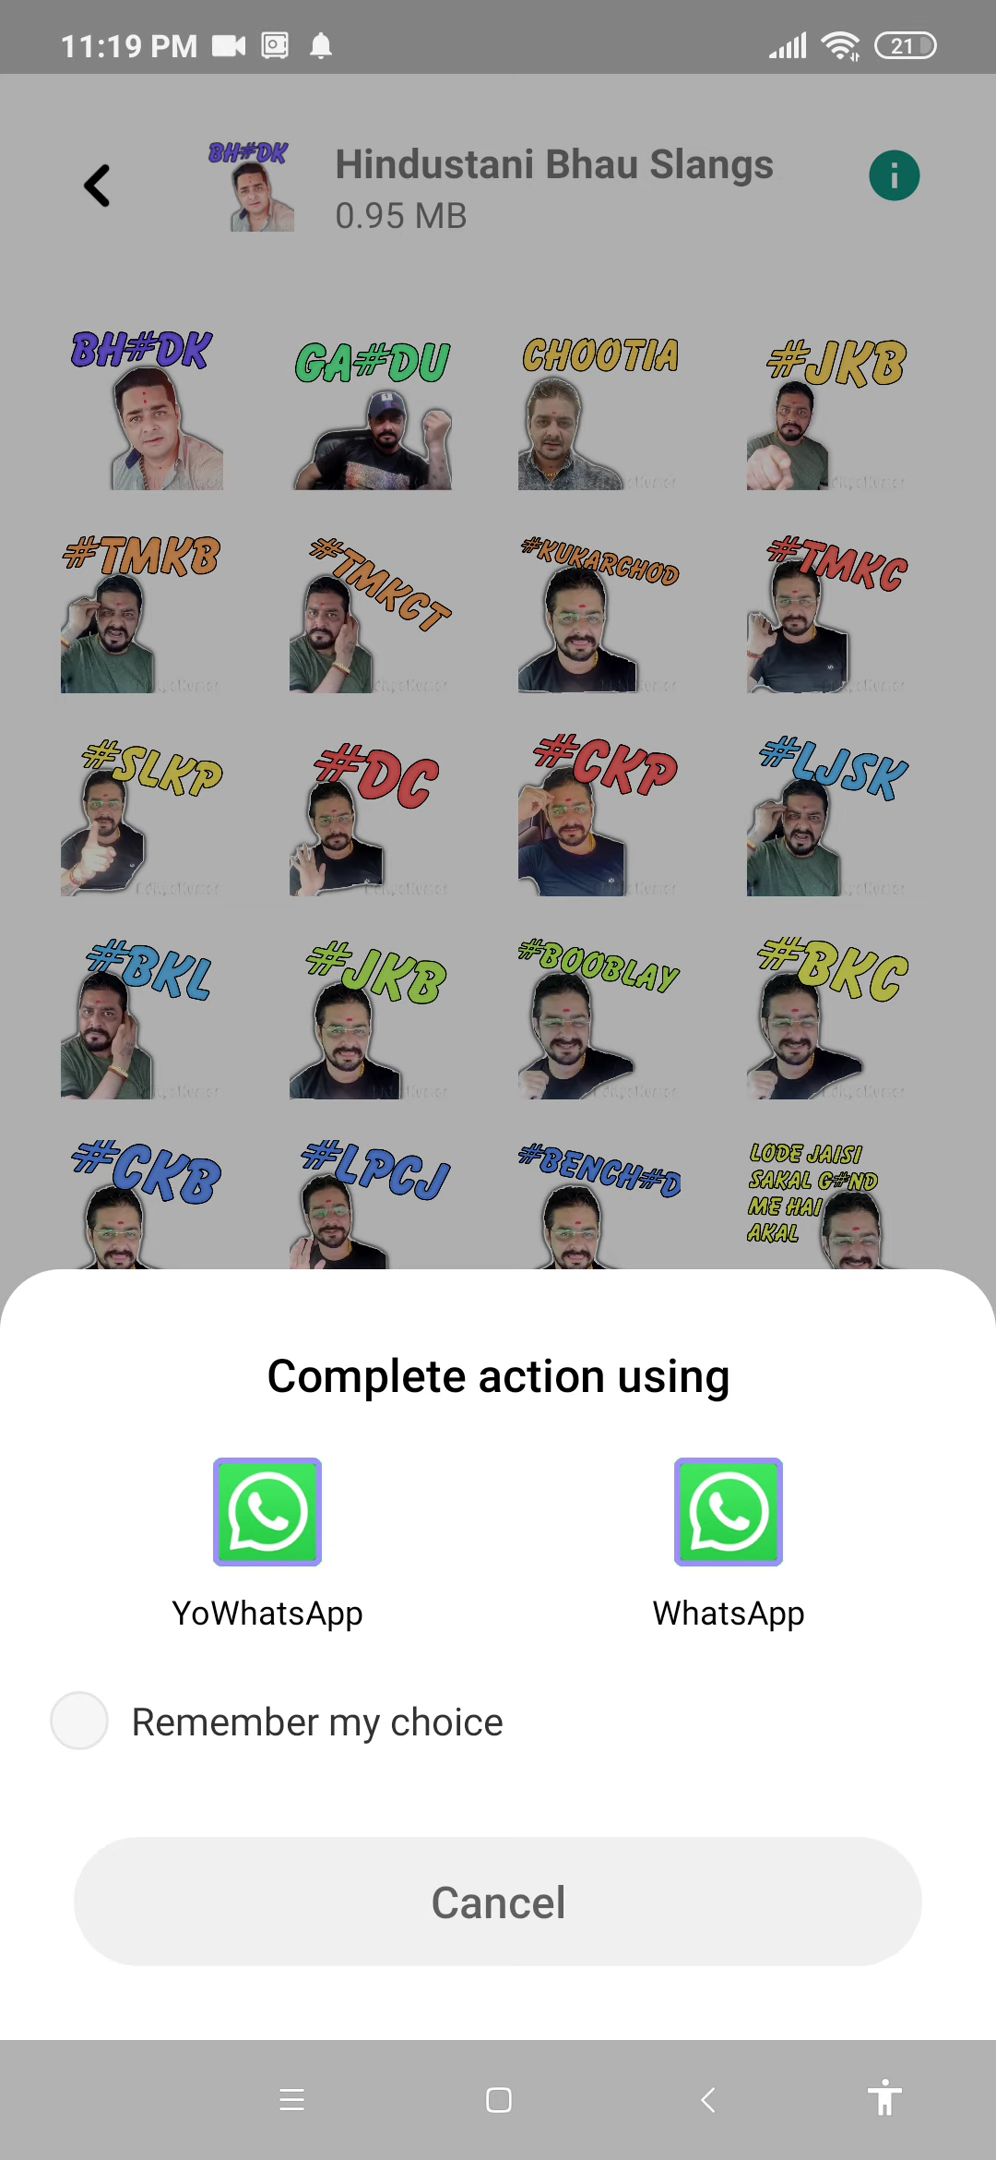 11:19 PM
21
BH#DK
Hindustani Bhau Slangs
0.95 MB
BH#DK
GA#DU
CHOOTIA
#JKB
#TMKB
#TMKCT
#KUKARCHOD
#TMKC
#SLKP
#DC
#CKP
#LJSK
#BKL
#JKB
#BOOBLAY
#BKC
#CKB
#LPCJ
#BENCH#D
LODE JAISI
SAKAL G#ND
ME HAI
AKAL
Complete action using
YoWhatsApp
WhatsApp
Remember my choice
Cancel